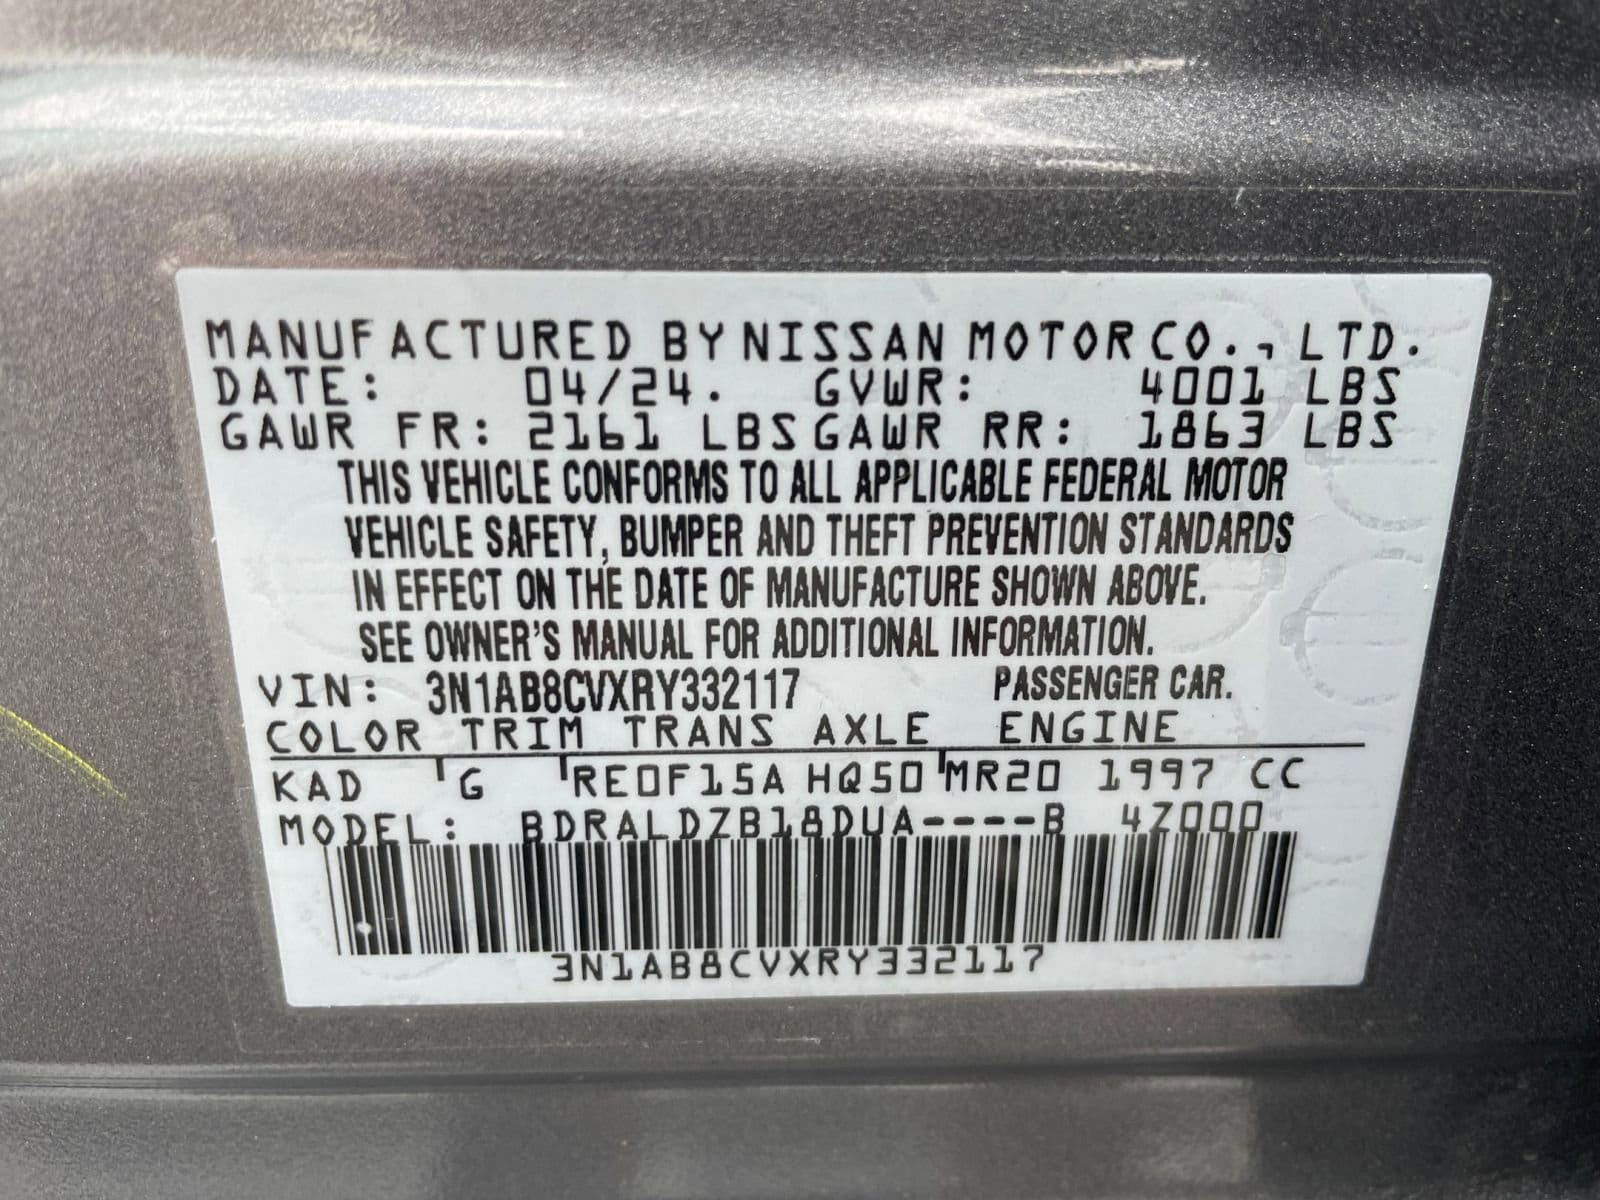 MANUFACTURED BY NISSAN MOTOR CO., LTD.
DATE: 04/24. GVWR: 4001 LBS
GAWR FR: 2161 LBS GAWR RR: 1863 LBS
THIS VEHICLE CONFORMS TO ALL APPLICABLE FEDERAL MOTOR
VEHICLE SAFETY, BUMPER AND THEFT PREVENTION STANDARDS
IN EFFECT ON THE DATE OF MANUFACTURE SHOWN ABOVE.
SEE OWNER'S MANUAL FOR ADDITIONAL INFORMATION.
VIN: 3N1AB8CVXRY332117 PASSENGER CAR.
COLOR TRIM TRANS AXLE ENGINE
KAD G RE0F15A HQ50 MR20 1997 CC
MODEL: BDRALDZB18DUA----B 4Z000
3N1AB8CVXRY332117